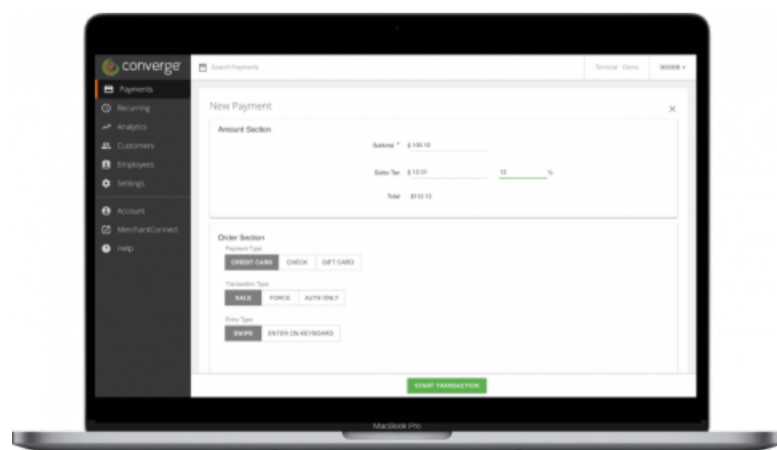 converge
Search Payments
Terminal
Payments
Recurring
Analytics
Customers
Employees
Settings
Account
MerchantConnect
Help
New Payment
Amount Section
Subtotal *
Sales Tax
%
Total
Order Section
Payment Type
CREDIT CARD CHECK GIFT CARD
Transaction Type
SALE FORCE AUTH ONLY
Entry Type
SWIPE ENTER ON KEYBOARD
START TRANSACTION
MacBook Pro